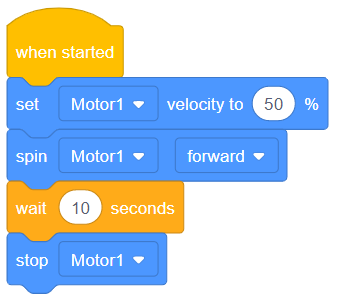 when started
set Motor1 velocity to 50 %
spin Motor1 forward
wait 10 seconds
stop Motor1